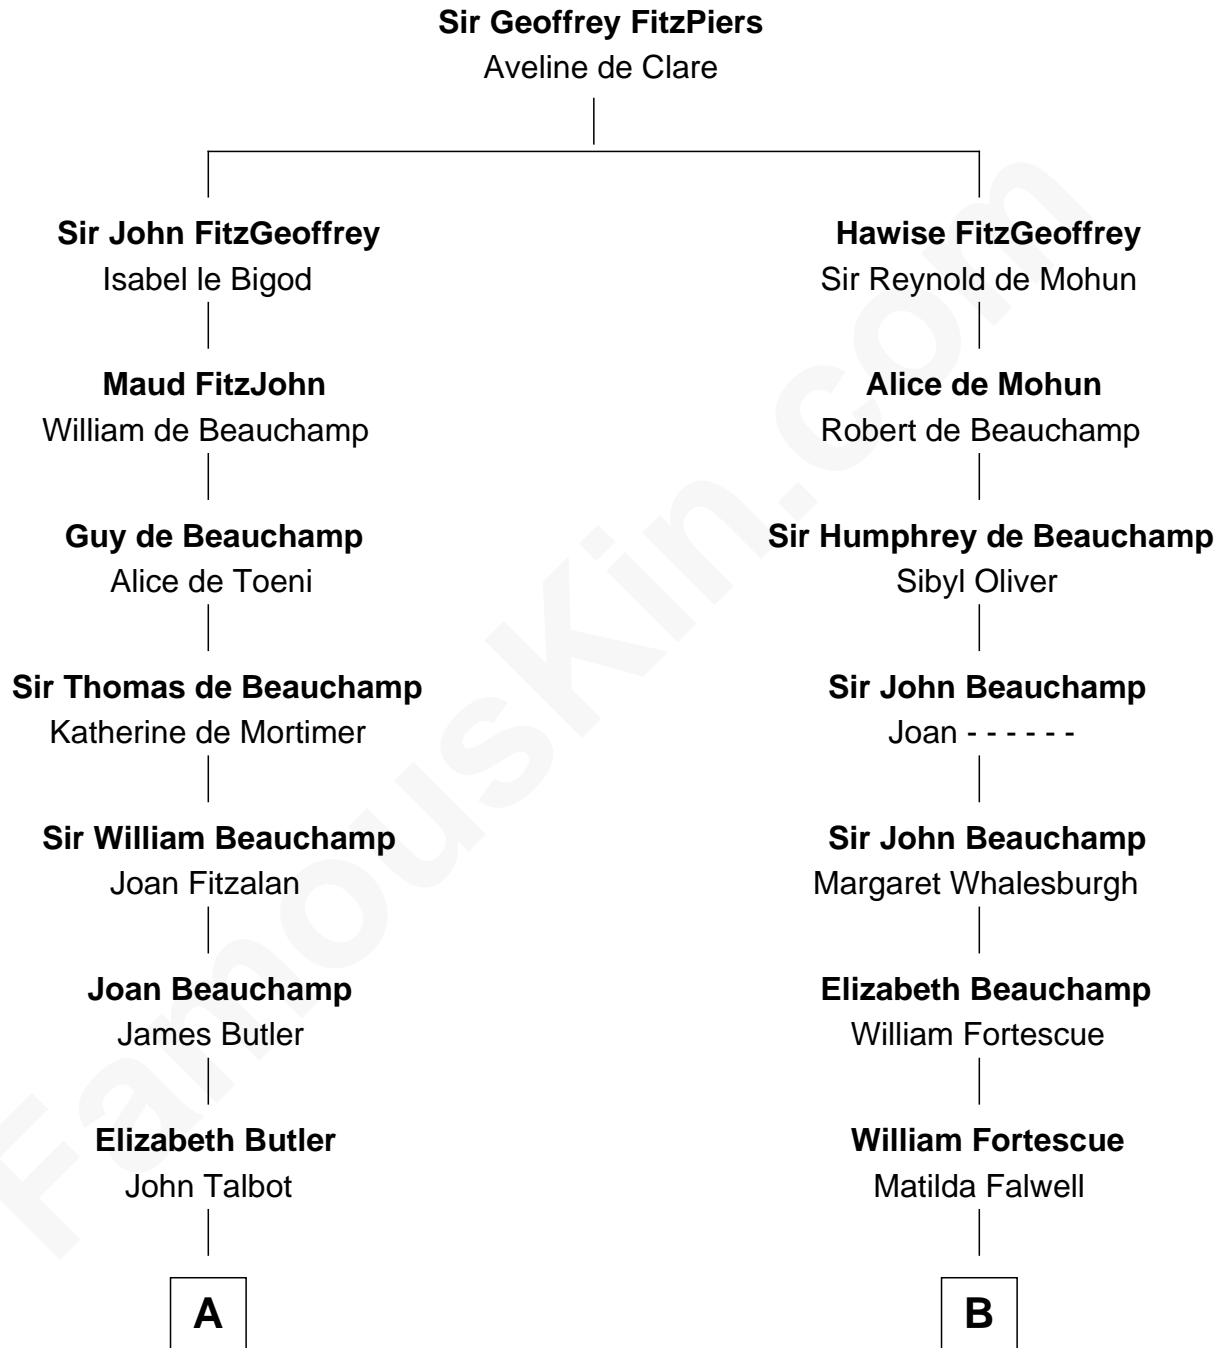 Sir Geoffrey FitzPiers
Aveline de Clare
Sir John FitzGeoffrey
Isabel le Bigod
Hawise FitzGeoffrey
Sir Reynold de Mohun
Maud FitzJohn
William de Beauchamp
Alice de Mohun
Robert de Beauchamp
Guy de Beauchamp
Alice de Toeni
Sir Humphrey de Beauchamp
Sibyl Oliver
Sir Thomas de Beauchamp
Katherine de Mortimer
Sir John Beauchamp
Joan - - - - - -
Sir William Beauchamp
Joan Fitzalan
Sir John Beauchamp
Margaret Whalesburgh
Joan Beauchamp
James Butler
Elizabeth Beauchamp
William Fortescue
Elizabeth Butler
John Talbot
William Fortescue
Matilda Falwell
A
B
FamousKin.com